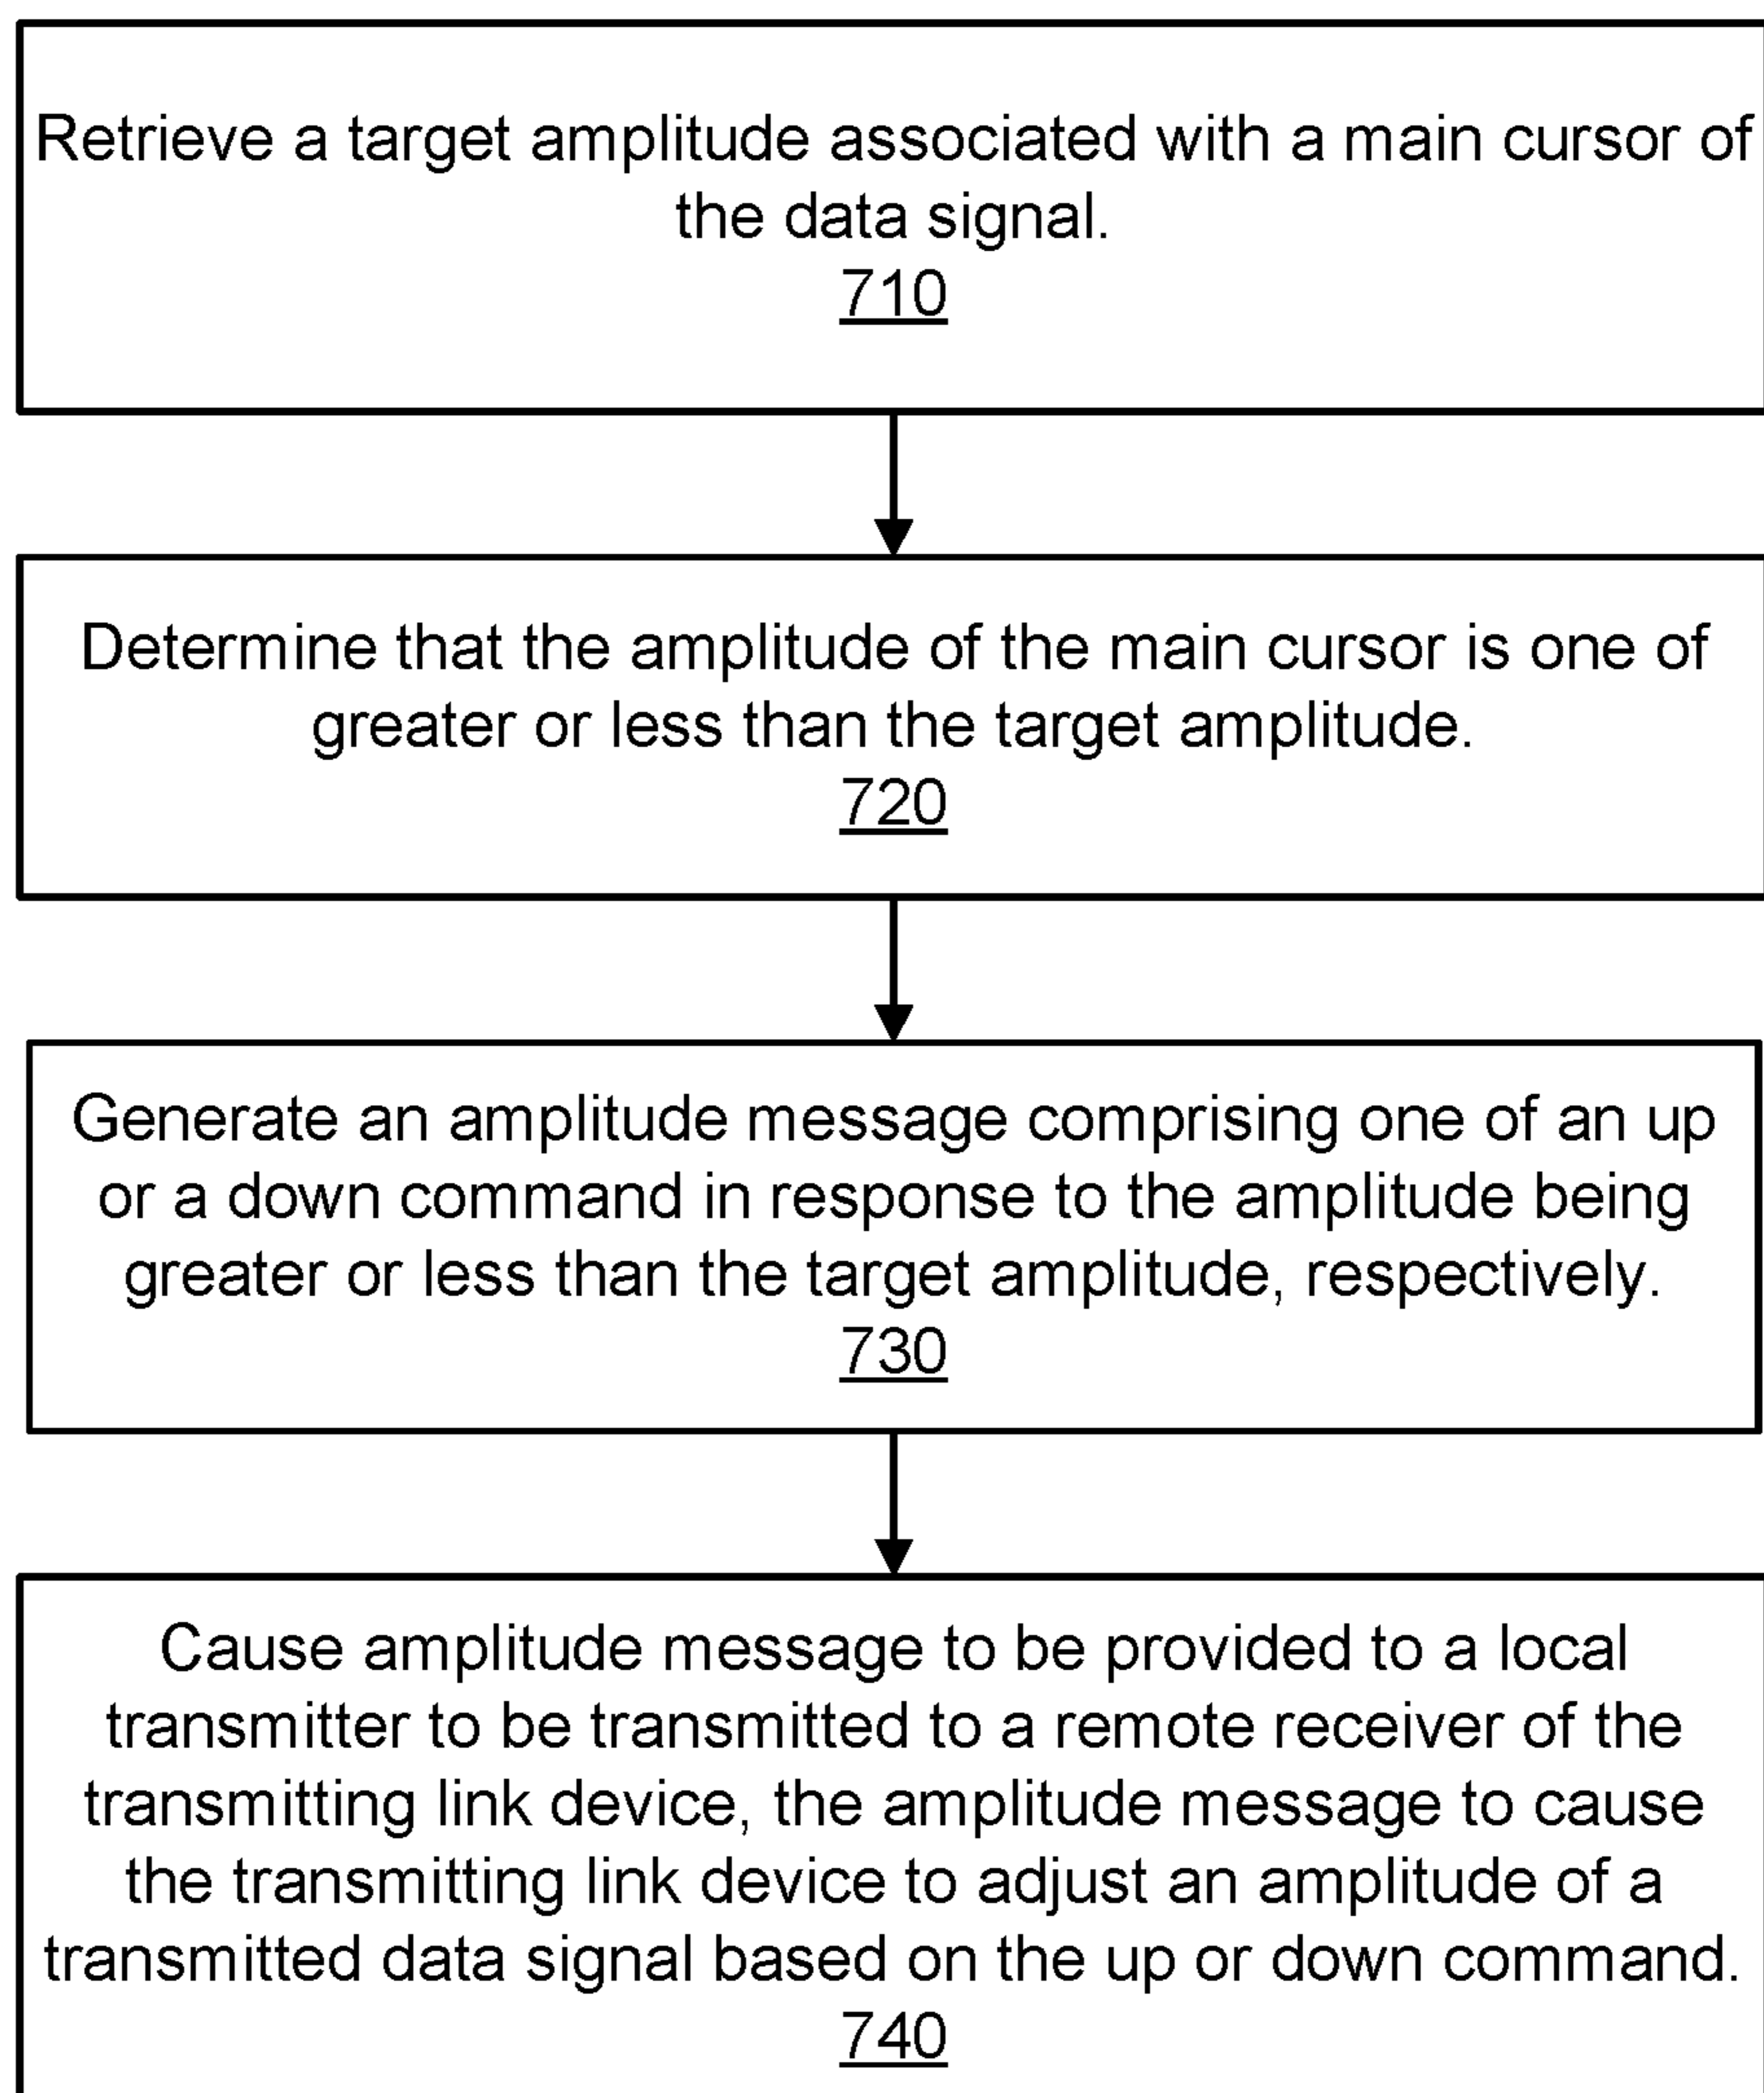 Retrieve a target amplitude associated with a main cursor of
the data signal.
710
Determine that the amplitude of the main cursor is one of
greater or less than the target amplitude.
720
Generate an amplitude message comprising one of an up
or a down command in response to the amplitude being
greater or less than the target amplitude, respectively.
730
Cause amplitude message to be provided to a local
transmitter to be transmitted to a remote receiver of the
transmitting link device, the amplitude message to cause
the transmitting link device to adjust an amplitude of a
transmitted data signal based on the up or down command.
740